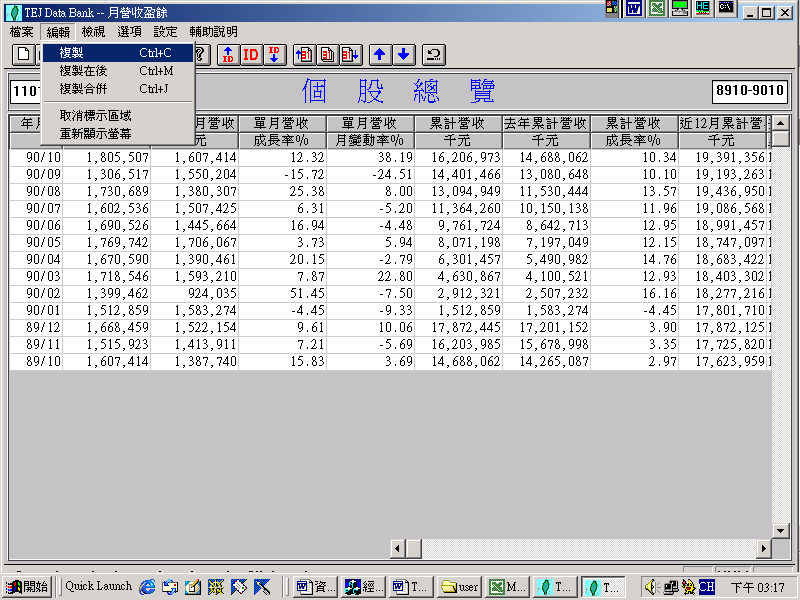 TEJ Data Bank -- 月營收盈餘
檔案 編輯 檢視 選項 設定 輔助說明
複製 Ctrl+C
複製在後 Ctrl+M
複製合併 Ctrl+J
取消標示區域
重新顯示螢幕
ID ID ID
1101 個股總覽 8910-9010
年月 月營收 單月營收 單月營收 累計營收 去年累計營收 累計營收 近12月累計營
元 成長率% 月變動率% 千元 千元 成長率% 千元
90/10 1,805,507 1,607,414 12.32 38.19 16,206,973 14,688,062 10.34 19,391,356
90/09 1,306,517 1,550,204 -15.72 -24.51 14,401,466 13,080,648 10.10 19,193,263
90/08 1,730,689 1,380,307 25.38 8.00 13,094,949 11,530,444 13.57 19,436,950
90/07 1,602,536 1,507,425 6.31 -5.20 11,364,260 10,150,138 11.96 19,086,568
90/06 1,690,526 1,445,664 16.94 -4.48 9,761,724 8,642,713 12.95 18,991,457
90/05 1,769,742 1,706,067 3.73 5.94 8,071,198 7,197,049 12.15 18,747,097
90/04 1,670,590 1,390,461 20.15 -2.79 6,301,457 5,490,982 14.76 18,683,422
90/03 1,718,546 1,593,210 7.87 22.80 4,630,867 4,100,521 12.93 18,403,302
90/02 1,399,462 924,035 51.45 -7.50 2,912,321 2,507,232 16.16 18,277,216
90/01 1,512,859 1,583,274 -4.45 -9.33 1,512,859 1,583,274 -4.45 17,801,710
89/12 1,668,459 1,522,154 9.61 10.06 17,872,445 17,201,152 3.90 17,872,125
89/11 1,515,923 1,413,911 7.21 -5.69 16,203,985 15,678,998 3.35 17,725,820
89/10 1,607,414 1,387,740 15.83 3.69 14,688,062 14,265,087 2.97 17,623,959
開始 Quick Launch 資... 經... T... user M... T... T... CH 下午 03:17